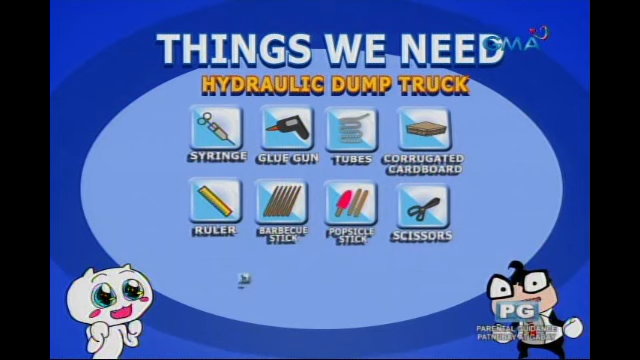 THINGS WE NEED
GMA
HYDRAULIC DUMP TRUCK
SYRINGE
GLUE GUN
TUBES
CORRUGATED
CARDBOARD
RULER
BARBECUE
STICK
POPSICLE
STICK
SCISSORS
PG
PARENTAL GUIDANCE